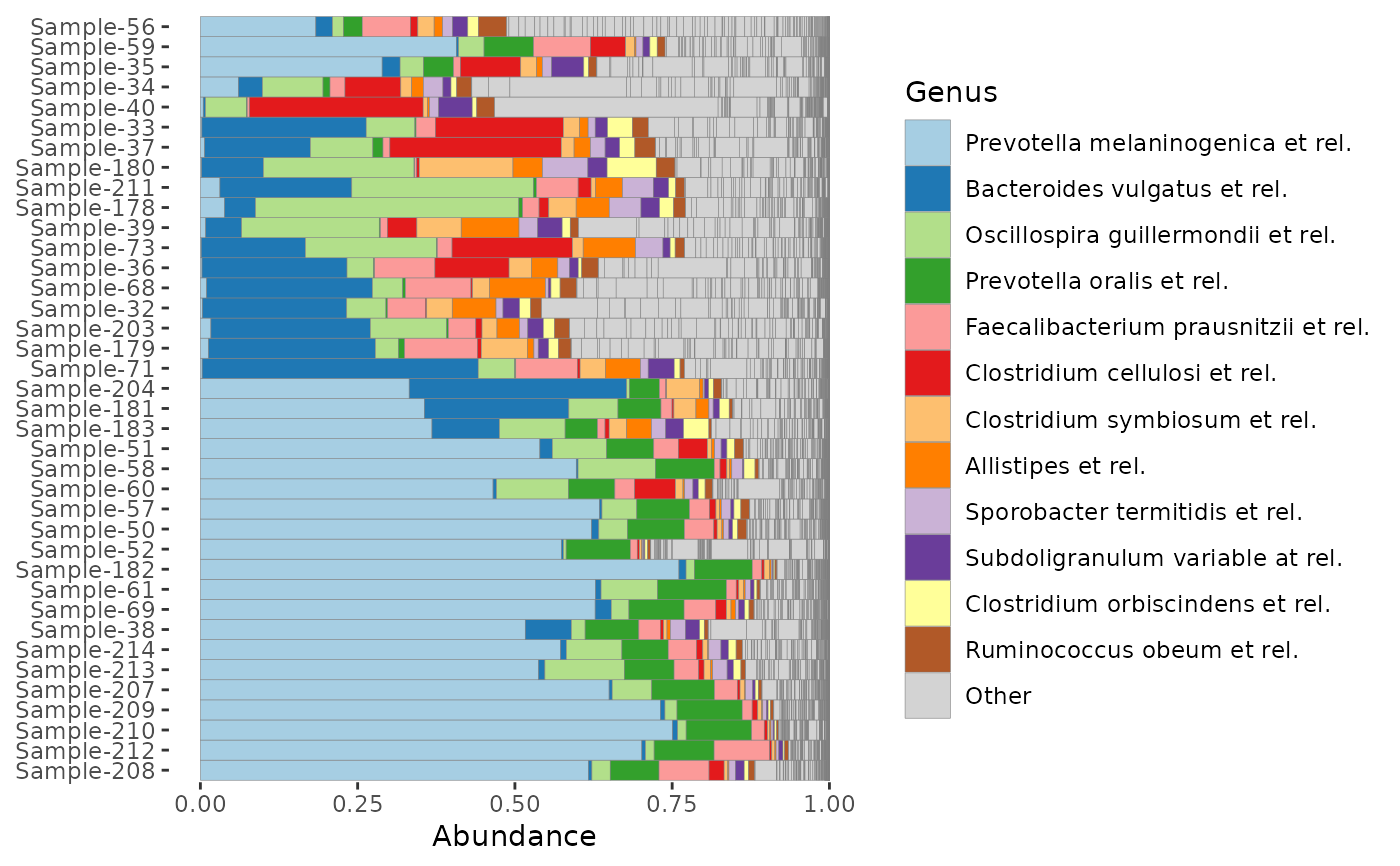 Sample-56
Sample-59
Sample-35
Sample-34
Sample-40
Sample-33
Sample-37
Sample-180
Sample-211
Sample-178
Sample-39
Sample-73
Sample-36
Sample-68
Sample-32
Sample-203
Sample-179
Sample-71
Sample-204
Sample-181
Sample-183
Sample-51
Sample-58
Sample-60
Sample-57
Sample-50
Sample-52
Sample-182
Sample-61
Sample-69
Sample-38
Sample-214
Sample-213
Sample-207
Sample-209
Sample-210
Sample-212
Sample-208
0.00 0.25 0.50 0.75 1.00
Abundance
Genus
Prevotella melaninogenica et rel.
Bacteroides vulgatus et rel.
Oscillospira guillermondii et rel.
Prevotella oralis et rel.
Faecalibacterium prausnitzii et rel.
Clostridium cellulosi et rel.
Clostridium symbiosum et rel.
Allistipes et rel.
Sporobacter termitidis et rel.
Subdoligranulum variable at rel.
Clostridium orbiscindens et rel.
Ruminococcus obeum et rel.
Other